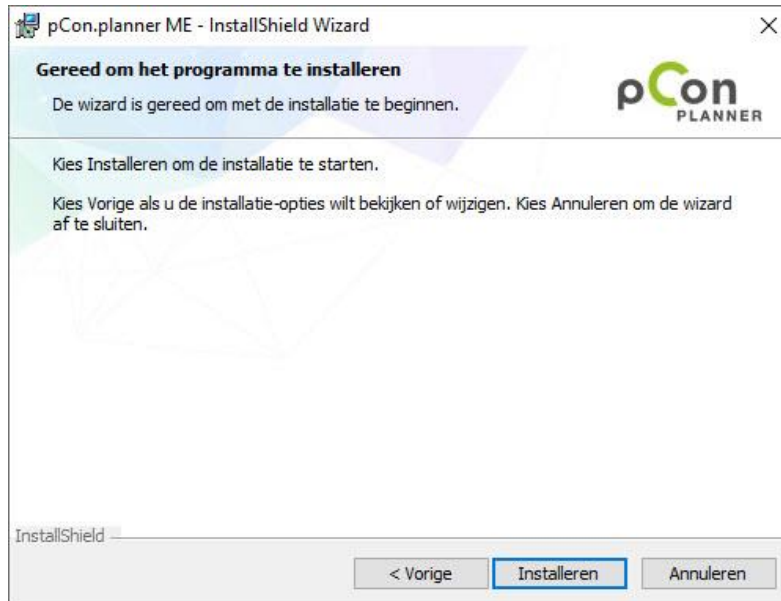 pCon.planner ME - InstallShield Wizard
Gereed om het programma te installeren
De wizard is gereed om met de installatie te beginnen.
pCon
PLANNER
Kies Installeren om de installatie te starten.
Kies Vorige als u de installatie-opties wilt bekijken of wijzigen. Kies Annuleren om de wizard
af te sluiten.
InstallShield
< Vorige
Installeren
Annuleren